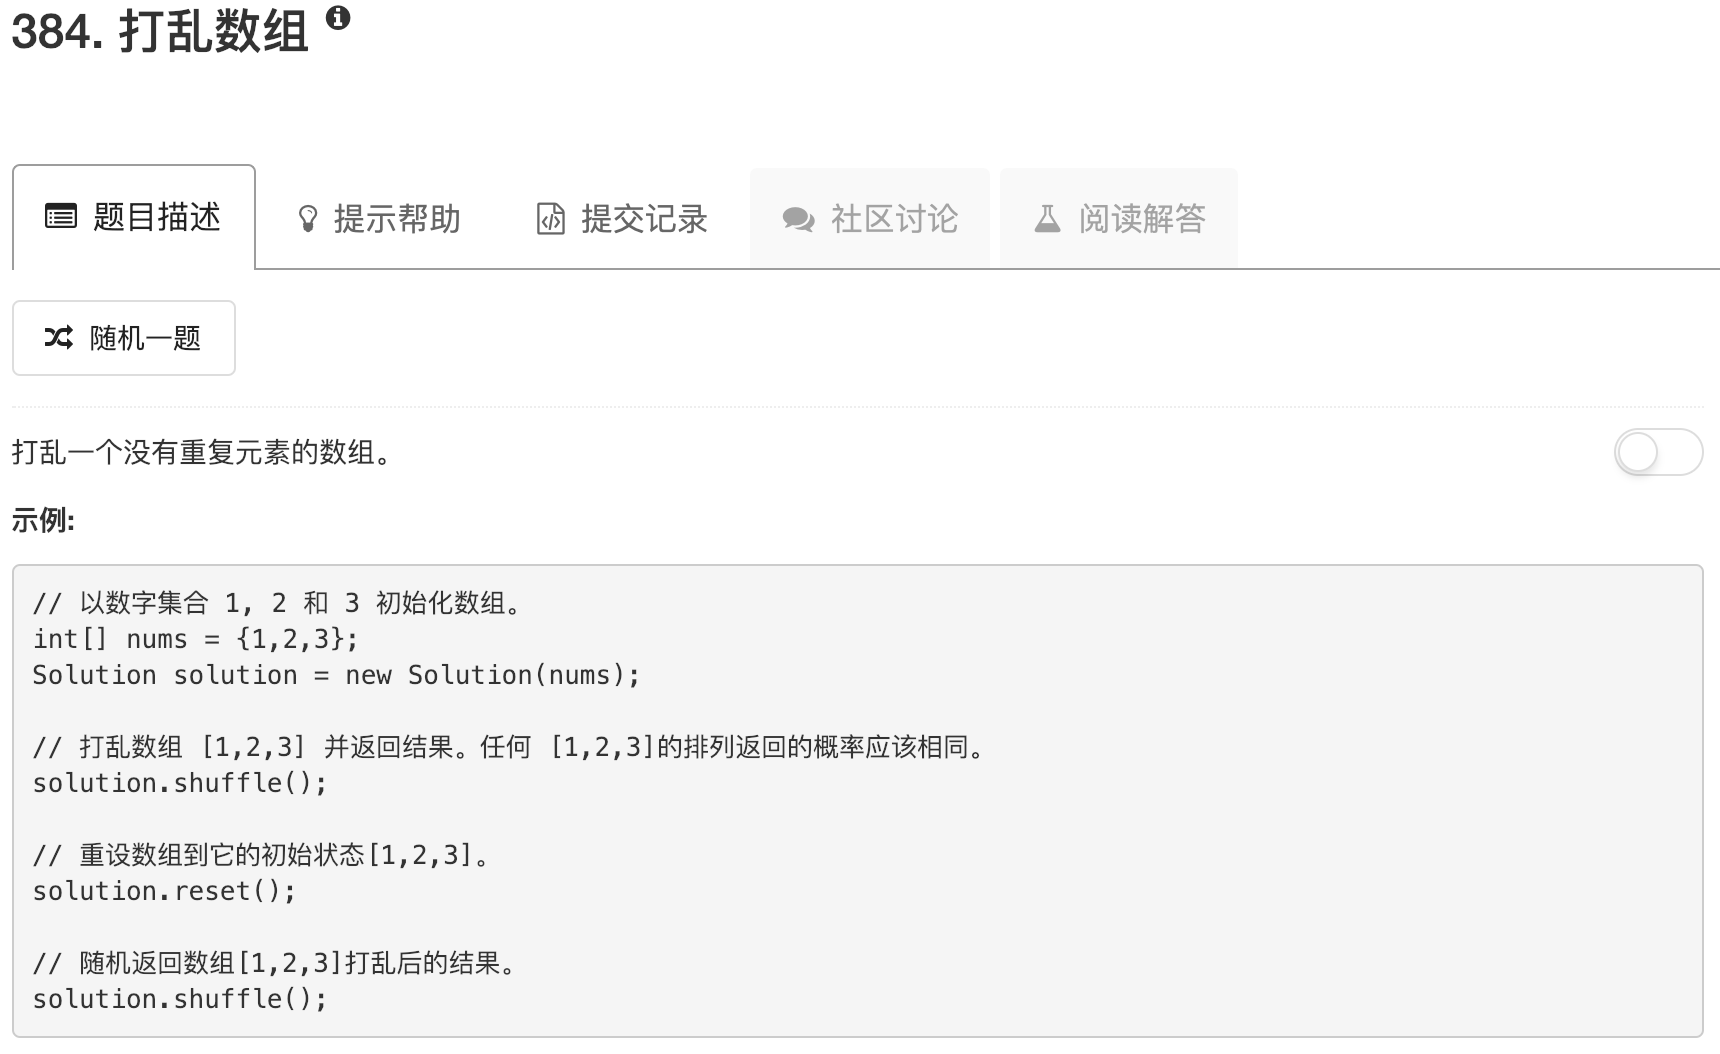 384. 打乱数组
题目描述
提示帮助
提交记录
社区讨论
阅读解答
随机一题
打乱一个没有重复元素的数组。
示例:
// 以数字集合 1, 2 和 3 初始化数组。
int[] nums = {1,2,3};
Solution solution = new Solution(nums);
// 打乱数组 [1,2,3] 并返回结果。任何 [1,2,3]的排列返回的概率应该相同。
solution.shuffle();
// 重设数组到它的初始状态[1,2,3]。
solution.reset();
// 随机返回数组[1,2,3]打乱后的结果。
solution.shuffle();